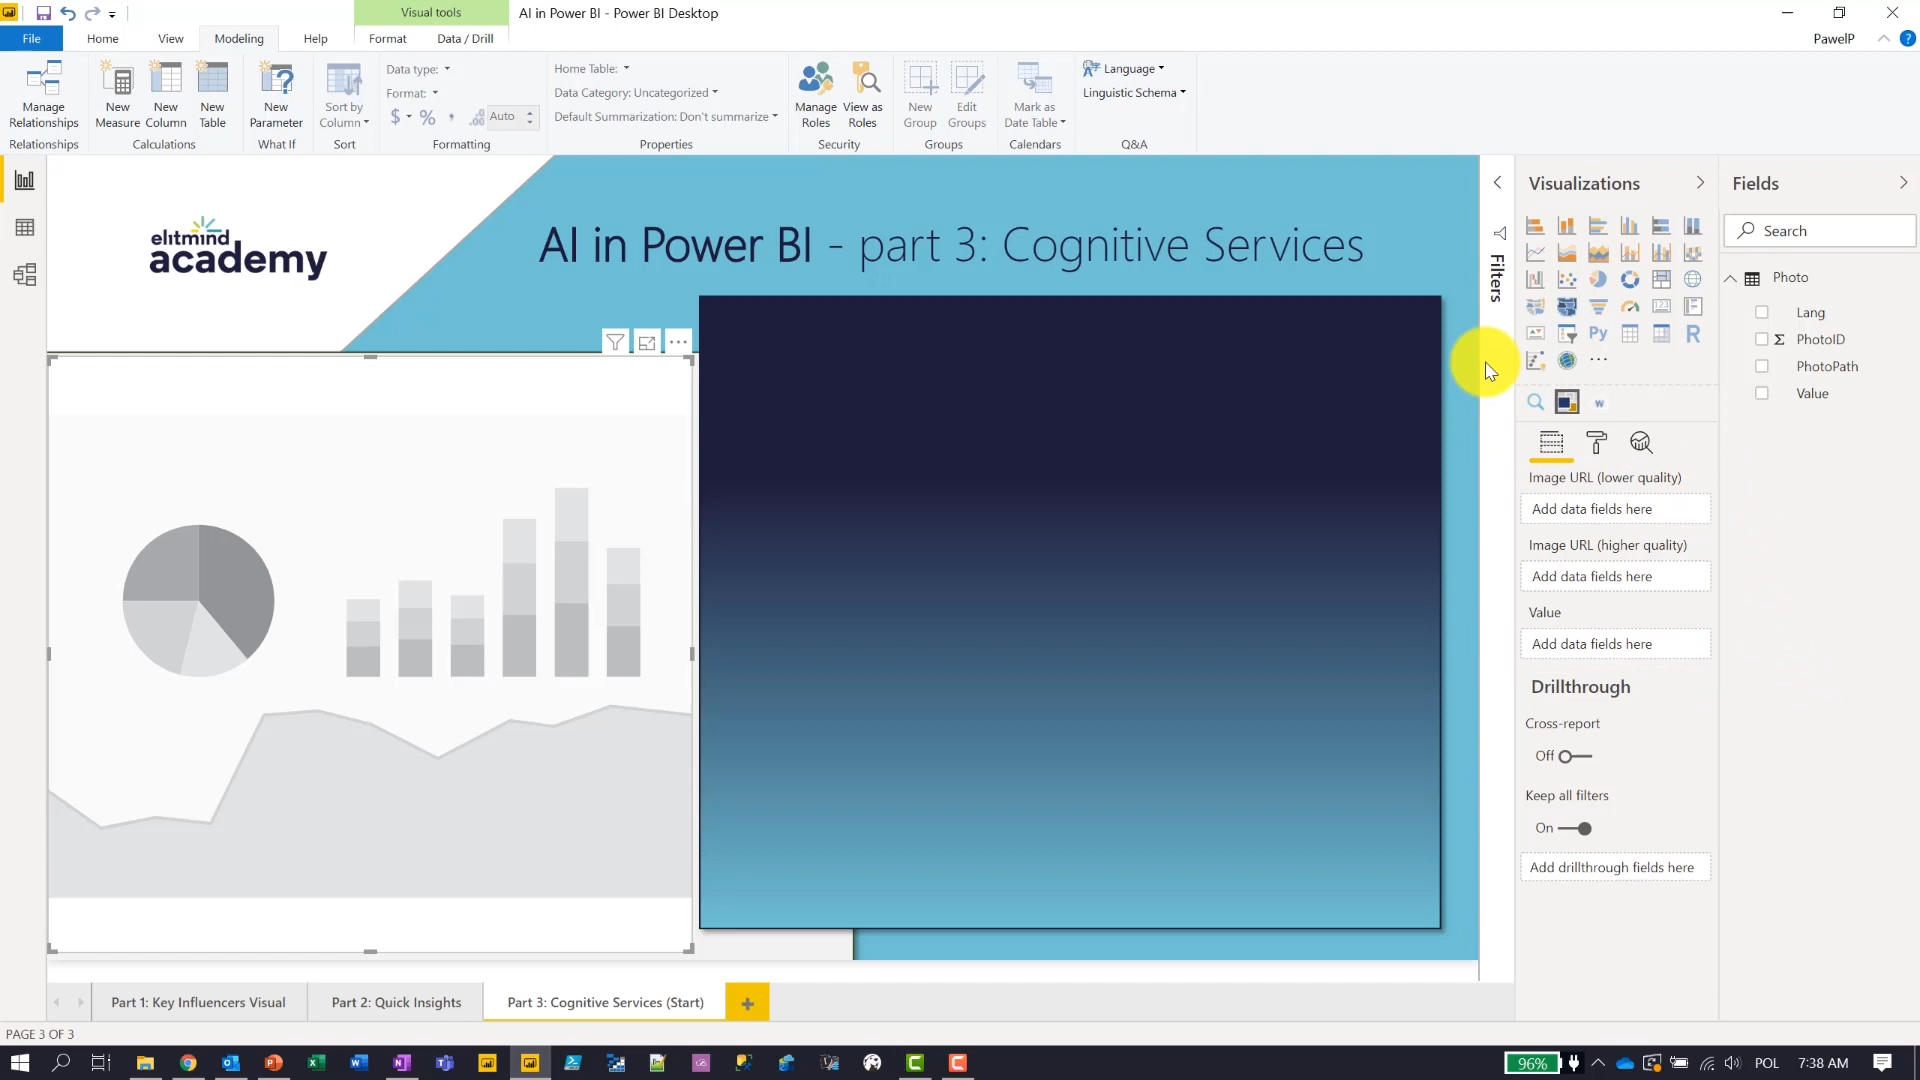 Visual tools
AI in Power BI - Power BI Desktop
File
Home
View
Modeling
Help
Format
Data / Drill
PawelP
Manage
Relationships
New
Measure
New
Column
New
Table
New
Parameter
Sort by
Column
Data type:
Format:
$
%
Auto
Home Table:
Data Category: Uncategorized
Default Summarization: Don't summarize
Manage
Roles
View as
Roles
New
Group
Edit
Groups
Mark as
Date Table
Language
Linguistic Schema
Relationships
Calculations
What If
Sort
Formatting
Properties
Security
Groups
Calendars
Q&A
elitmind
academy
AI in Power BI - part 3: Cognitive Services
Filters
Visualizations
Py
R
W
Image URL (lower quality)
Add data fields here
Image URL (higher quality)
Add data fields here
Value
Add data fields here
Drillthrough
Cross-report
Off
Keep all filters
On
Add drillthrough fields here
Fields
Search
Photo
Lang
PhotoID
PhotoPath
Value
Part 1: Key Influencers Visual
Part 2: Quick Insights
Part 3: Cognitive Services (Start)
PAGE 3 OF 3
96%
POL
7:38 AM